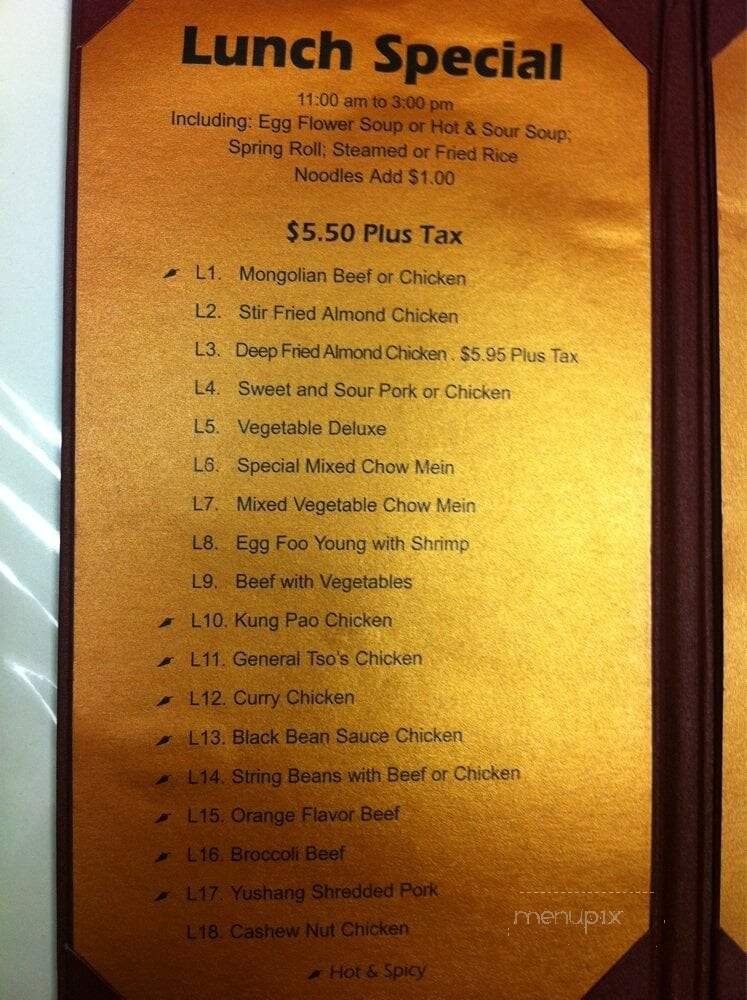 Lunch Special
11:00 am to 3:00 pm
Including: Egg Flower Soup or Hot & Sour Soup;
Spring Roll; Steamed or Fried Rice
Noodles Add $1.00
$5.50 Plus Tax
L1. Mongolian Beef or Chicken
L2. Stir Fried Almond Chicken
L3. Deep Fried Almond Chicken . $5.95 Plus Tax
L4. Sweet and Sour Pork or Chicken
L5. Vegetable Deluxe
L6. Special Mixed Chow Mein
L7. Mixed Vegetable Chow Mein
L8. Egg Foo Young with Shrimp
L9. Beef with Vegetables
L10. Kung Pao Chicken
L11. General Tso's Chicken
L12. Curry Chicken
L13. Black Bean Sauce Chicken
L14. String Beans with Beef or Chicken
L15. Orange Flavor Beef
L16. Broccoli Beef
L17. Yushang Shredded Pork
L18. Cashew Nut Chicken
Hot & Spicy
menupix